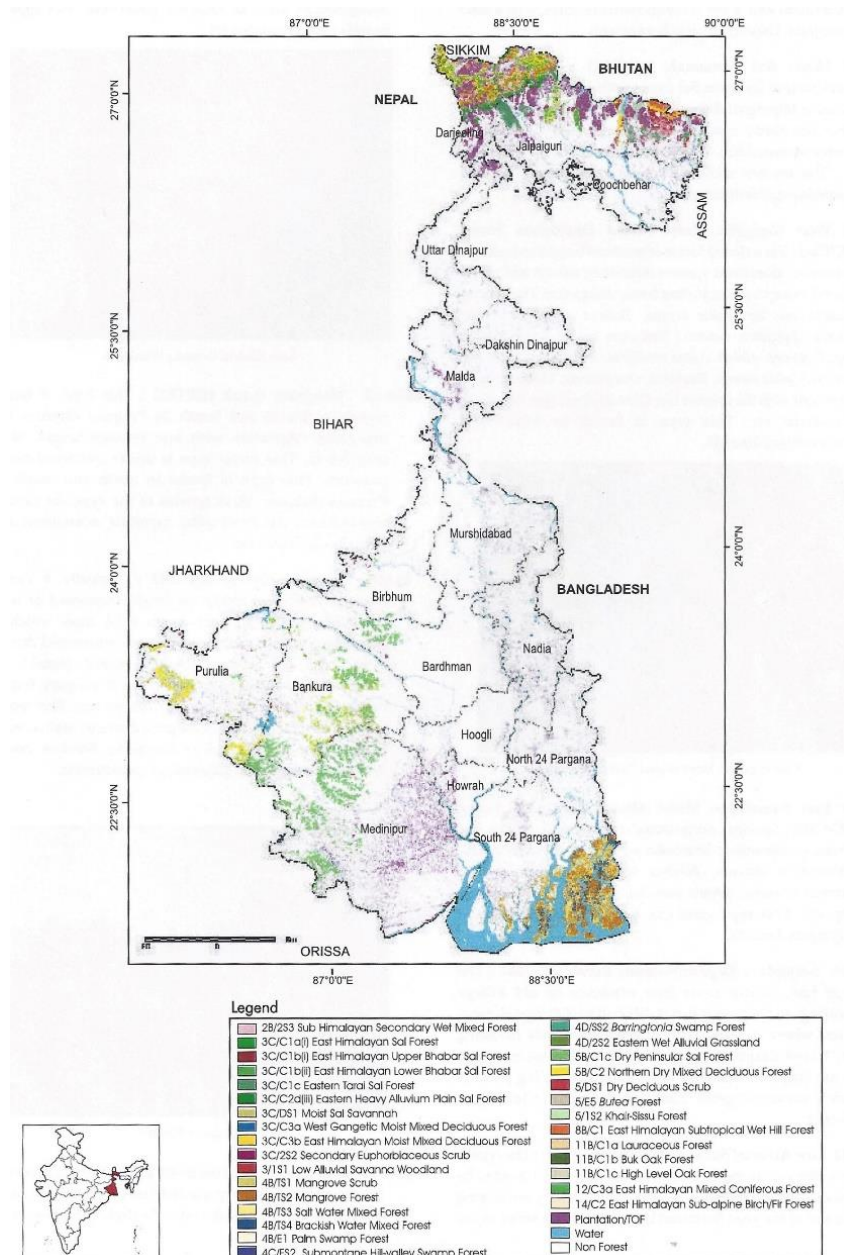 87°0'0"E 88°30'0"E 90°0'0"E
SIKKIM
BHUTAN
NEPAL
27°0'0"N
27°0'0"N
Darjeeling
Jalpaiguri
Coochbehar
ASSAM
Uttar Dinajpur
25°30'0"N
25°30'0"N
Dakshin Dinajpur
Malda
BIHAR
Murshidabad
24°0'0"N
24°0'0"N
JHARKHAND
BANGLADESH
Birbhum
Nadia
Purulia
Bardhman
Bankura
Hoogli
North 24 Pargana
22°30'0"N
22°30'0"N
Howrah
Medinipur
South 24 Pargana
ORISSA
87°0'0"E 88°30'0"E
Legend
2B/2S3 Sub Himalayan Secondary Wet Mixed Forest
3C/C1a(i) East Himalayan Sal Forest
3C/C1b(i) East Himalayan Upper Bhabar Sal Forest
3C/C1b(ii) East Himalayan Lower Bhabar Sal Forest
3C/C1c Eastern Tarai Sal Forest
3C/C2d(iii) Eastern Heavy Alluvium Plain Sal Forest
3C/DS1 Moist Sal Savannah
3C/C3a West Gangetic Moist Mixed Deciduous Forest
3C/C3b East Himalayan Moist Mixed Deciduous Forest
3C/2S2 Secondary Euphorbiaceous Scrub
3/1S1 Low Alluvial Savanna Woodland
4B/TS1 Mangrove Scrub
4B/TS2 Mangrove Forest
4B/TS3 Salt Water Mixed Forest
4B/TS4 Brackish Water Mixed Forest
4B/E1 Palm Swamp Forest
4C/FS2 Submontane Hill-valley Swamp Forest
4D/SS2 Barringtonia Swamp Forest
4D/2S2 Eastern Wet Alluvial Grassland
5B/C1c Dry Peninsular Sal Forest
5B/C2 Northern Dry Mixed Deciduous Forest
5/DS1 Dry Deciduous Scrub
5/E5 Butea Forest
5/1S2 Khair-Sissu Forest
8B/C1 East Himalayan Subtropical Wet Hill Forest
11B/C1a Lauraceous Forest
11B/C1b Buk Oak Forest
11B/C1c High Level Oak Forest
12/C3a East Himalayan Mixed Coniferous Forest
14/C2 East Himalayan Sub-alpine Birch/Fir Forest
Plantation/TOF
Water
Non Forest